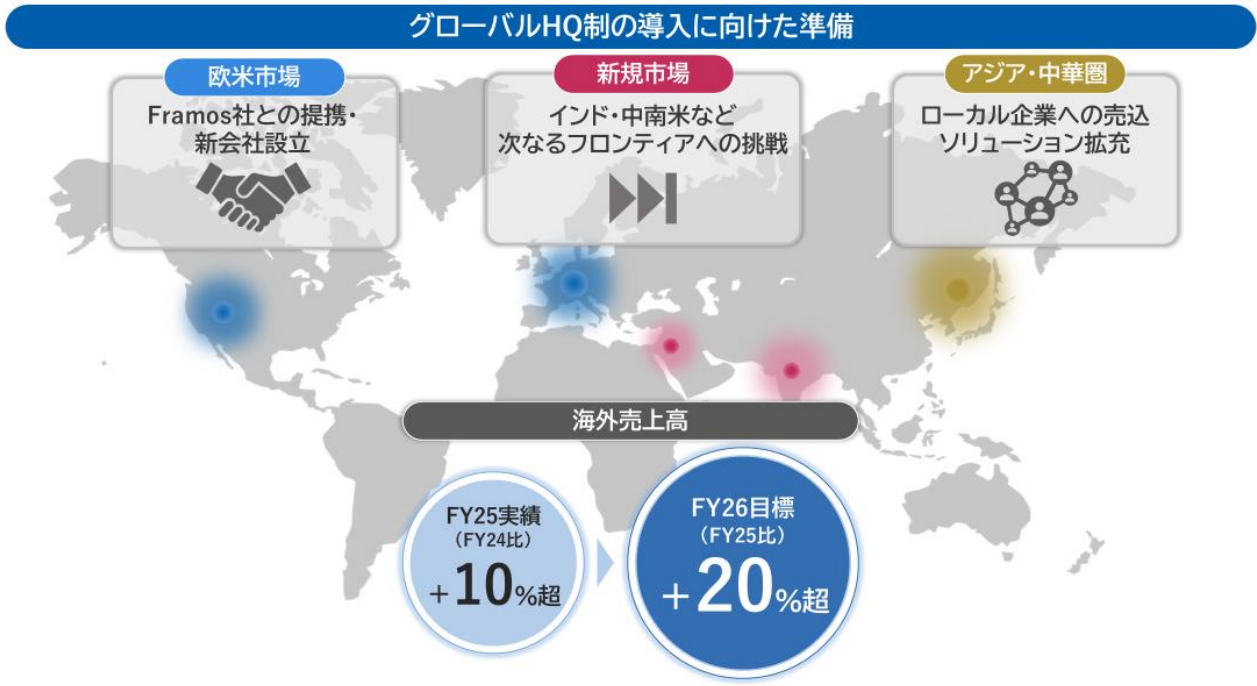 グローバルHQ制の導入に向けた準備
欧米市場
Framos社との提携・
新会社設立
新規市場
インド・中南米など
次なるフロンティアへの挑戦
アジア・中華圏
ローカル企業への売込
ソリューション拡充
海外売上高
FY25実績
（FY24比）
＋10%超
FY26目標
（FY25比）
＋20%超